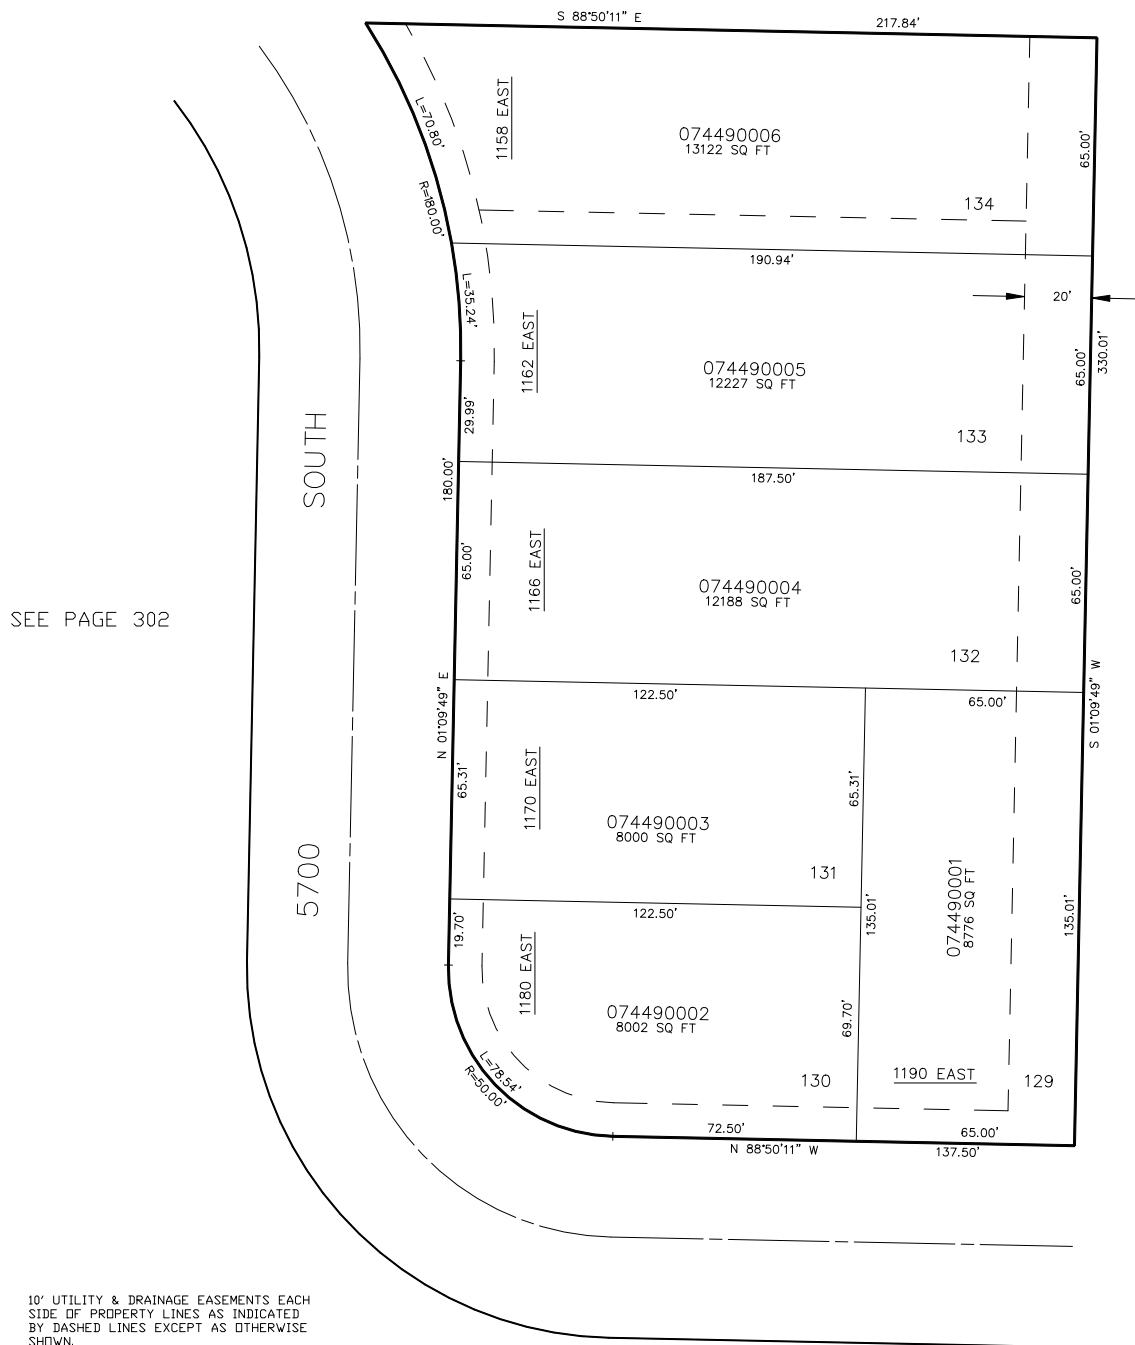 S 88°50'11" E
217.84'
L=70.80'
1158 EAST
074490006
13122 SQ FT
65.00'
R=180.00'
134
190.94'
L=35.24'
20'
1162 EAST
330.01'
074490005
12227 SQ FT
65.00'
29.99'
133
SOUTH
180.00'
187.50'
1166 EAST
65.00'
074490004
12188 SQ FT
65.00'
SEE PAGE 302
132
N 01°09'49" E
122.50'
65.00'
S 01°09'49" W
65.31'
1170 EAST
65.31'
074490003
8000 SQ FT
131
5700
074490001
8776 SQ FT
122.50'
19.70'
135.01'
135.01'
1180 EAST
074490002
8002 SQ FT
69.70'
L=78.54'
R=50.00'
130
1190 EAST
129
72.50'
65.00'
N 88°50'11" W
137.50'
10' UTILITY & DRAINAGE EASEMENTS EACH
SIDE OF PROPERTY LINES AS INDICATED
BY DASHED LINES EXCEPT AS OTHERWISE
SHOWN.